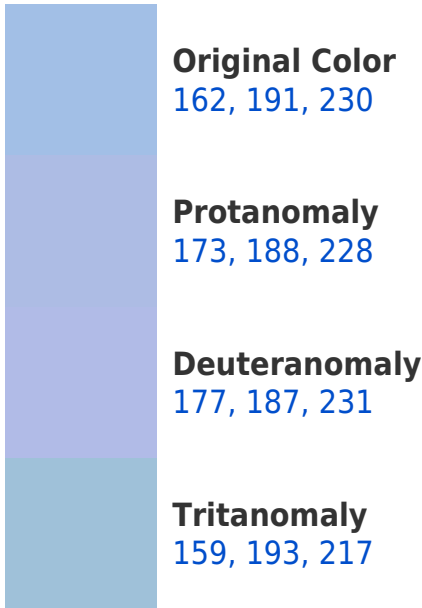 Original Color
162, 191, 230
Protanomaly
173, 188, 228
Deuteranomaly
177, 187, 231
Tritanomaly
159, 193, 217